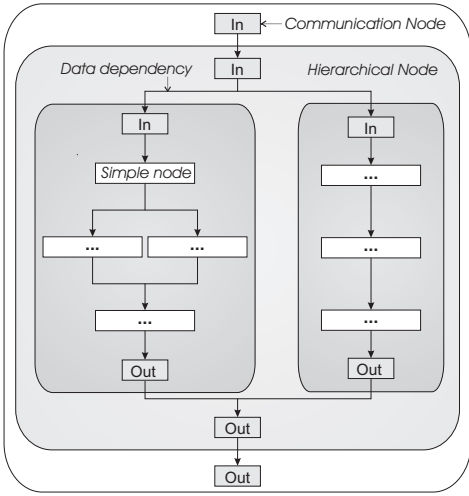 In
Communication Node
Data dependency
In
Hierarchical Node
In
In
Simple node
...
...
...
...
...
...
Out
Out
Out
Out